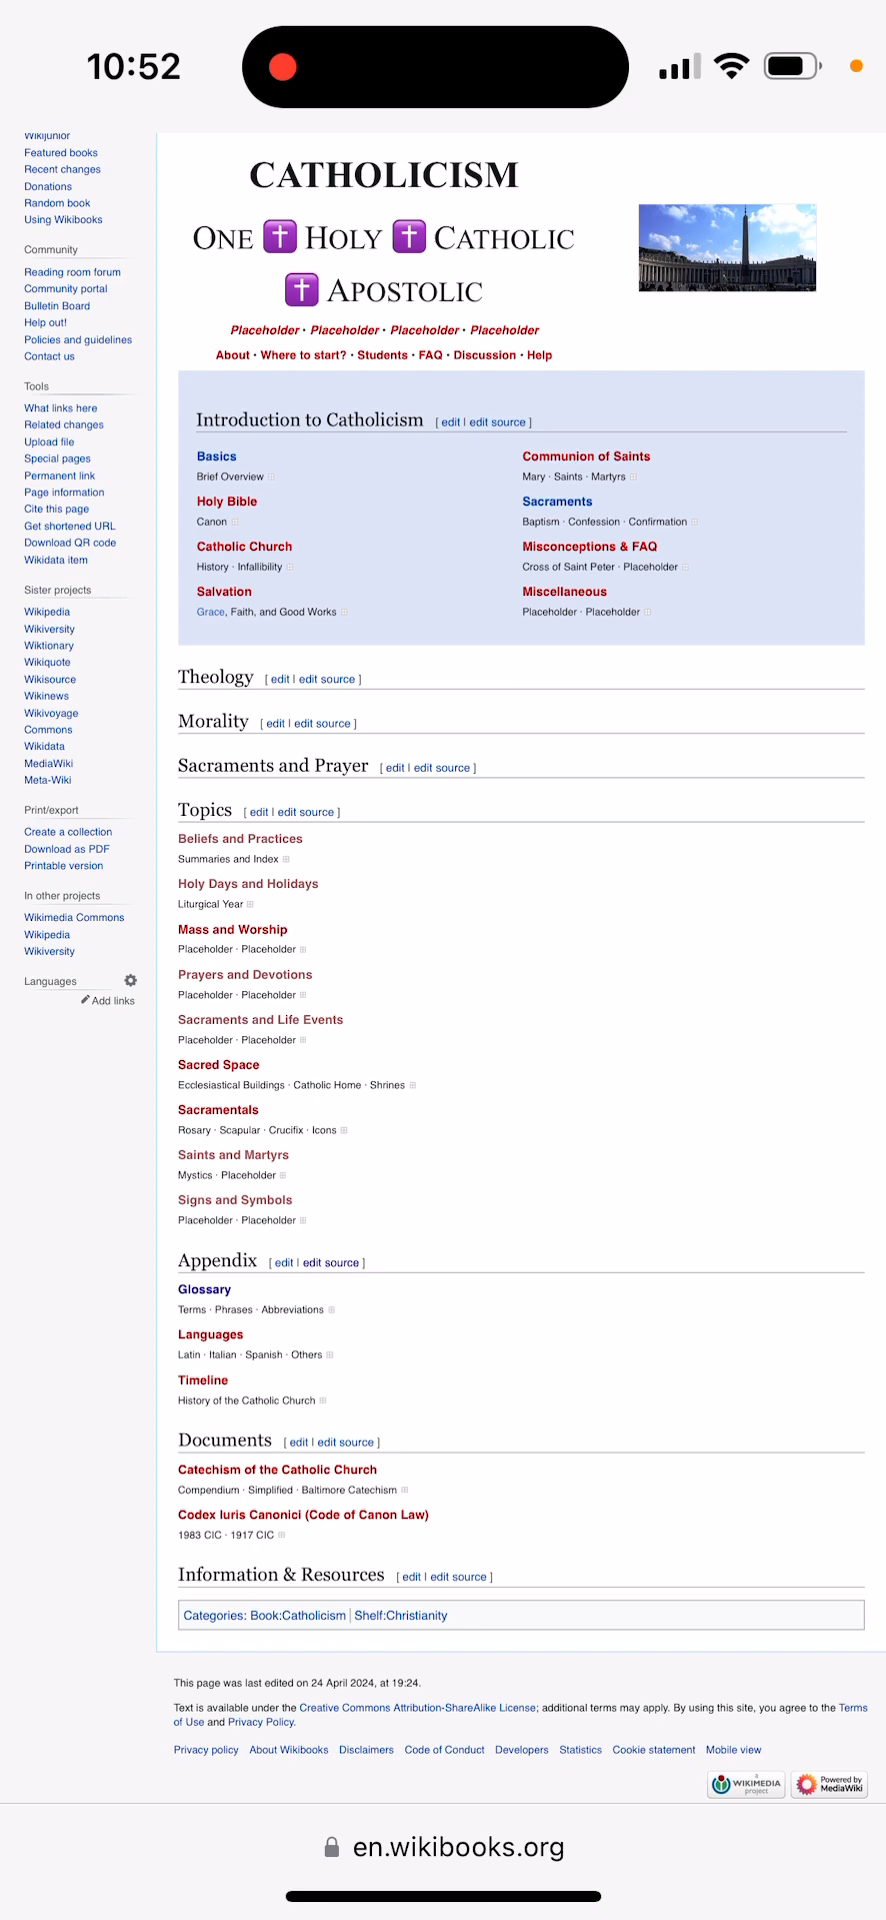 10:52
Wikijunior
Featured books
Recent changes
Donations
Random book
Using Wikibooks
Community
Reading room forum
Community portal
Bulletin Board
Help out!
Policies and guidelines
Contact us
Tools
What links here
Related changes
Upload file
Special pages
Permanent link
Page information
Cite this page
Get shortened URL
Download QR code
Wikidata item
Sister projects
Wikipedia
Wikiversity
Wiktionary
Wikiquote
Wikisource
Wikinews
Wikivoyage
Commons
Wikidata
MediaWiki
Meta-Wiki
Print/export
Create a collection
Download as PDF
Printable version
In other projects
Wikimedia Commons
Wikipedia
Wikiversity
Languages
Add links
CATHOLICISM
ONE ✝️ HOLY ✝️ CATHOLIC
✝️ APOSTOLIC
Placeholder · Placeholder · Placeholder · Placeholder
About · Where to start? · Students · FAQ · Discussion · Help
Introduction to Catholicism [ edit | edit source ]
Basics
Brief Overview
Holy Bible
Canon
Catholic Church
History · Infallibility
Salvation
Grace, Faith, and Good Works
Communion of Saints
Mary · Saints · Martyrs
Sacraments
Baptism · Confession · Confirmation
Misconceptions & FAQ
Cross of Saint Peter · Placeholder
Miscellaneous
Placeholder · Placeholder
Theology [ edit | edit source ]
Morality [ edit | edit source ]
Sacraments and Prayer [ edit | edit source ]
Topics [ edit | edit source ]
Beliefs and Practices
Summaries and Index
Holy Days and Holidays
Liturgical Year
Mass and Worship
Placeholder · Placeholder
Prayers and Devotions
Placeholder · Placeholder
Sacraments and Life Events
Placeholder · Placeholder
Sacred Space
Ecclesiastical Buildings · Catholic Home · Shrines
Sacramentals
Rosary · Scapular · Crucifix · Icons
Saints and Martyrs
Mystics · Placeholder
Signs and Symbols
Placeholder · Placeholder
Appendix [ edit | edit source ]
Glossary
Terms · Phrases · Abbreviations
Languages
Latin · Italian · Spanish · Others
Timeline
History of the Catholic Church
Documents [ edit | edit source ]
Catechism of the Catholic Church
Compendium · Simplified · Baltimore Catechism
Codex Iuris Canonici (Code of Canon Law)
1983 CIC · 1917 CIC
Information & Resources [ edit | edit source ]
Categories: Book:Catholicism | Shelf:Christianity
This page was last edited on 24 April 2024, at 19:24.
Text is available under the Creative Commons Attribution-ShareAlike License; additional terms may apply. By using this site, you agree to the Terms
of Use and Privacy Policy.
Privacy policy About Wikibooks Disclaimers Code of Conduct Developers Statistics Cookie statement Mobile view
a WIKIMEDIA project
Powered by MediaWiki
en.wikibooks.org